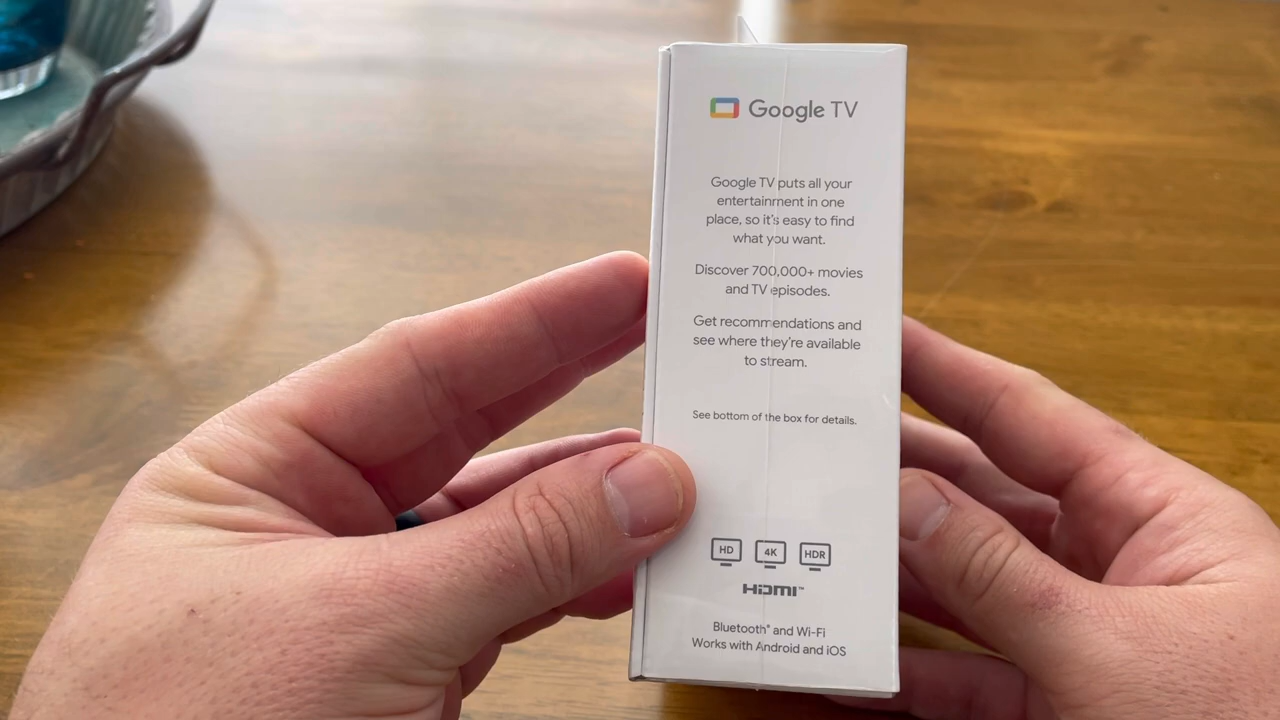 Google TV
Google TV puts all your
entertainment in one
place, so it's easy to find
what you want.
Discover 700,000+ movies
and TV episodes.
Get recommendations and
see where they're available
to stream.
See bottom of the box for details.
HD 4K HDR
HDMI™
Bluetooth® and Wi-Fi
Works with Android and iOS